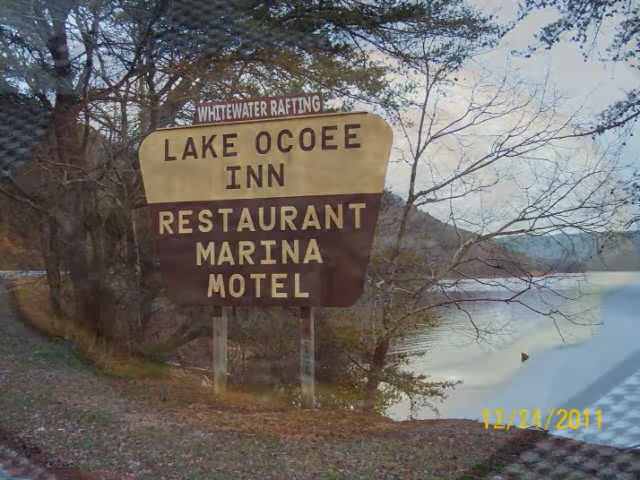 WHITEWATER RAFTING
LAKE OCOEE
INN
RESTAURANT
MARINA
MOTEL
12/11/2011